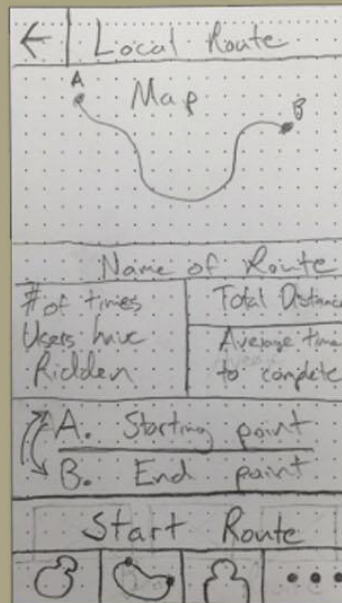 Local Route
A
Map
B
Name of Route
# of times
Users have
Ridden
Total Distanc
Average time
to complete
A. Starting point
B. End point
Start Route